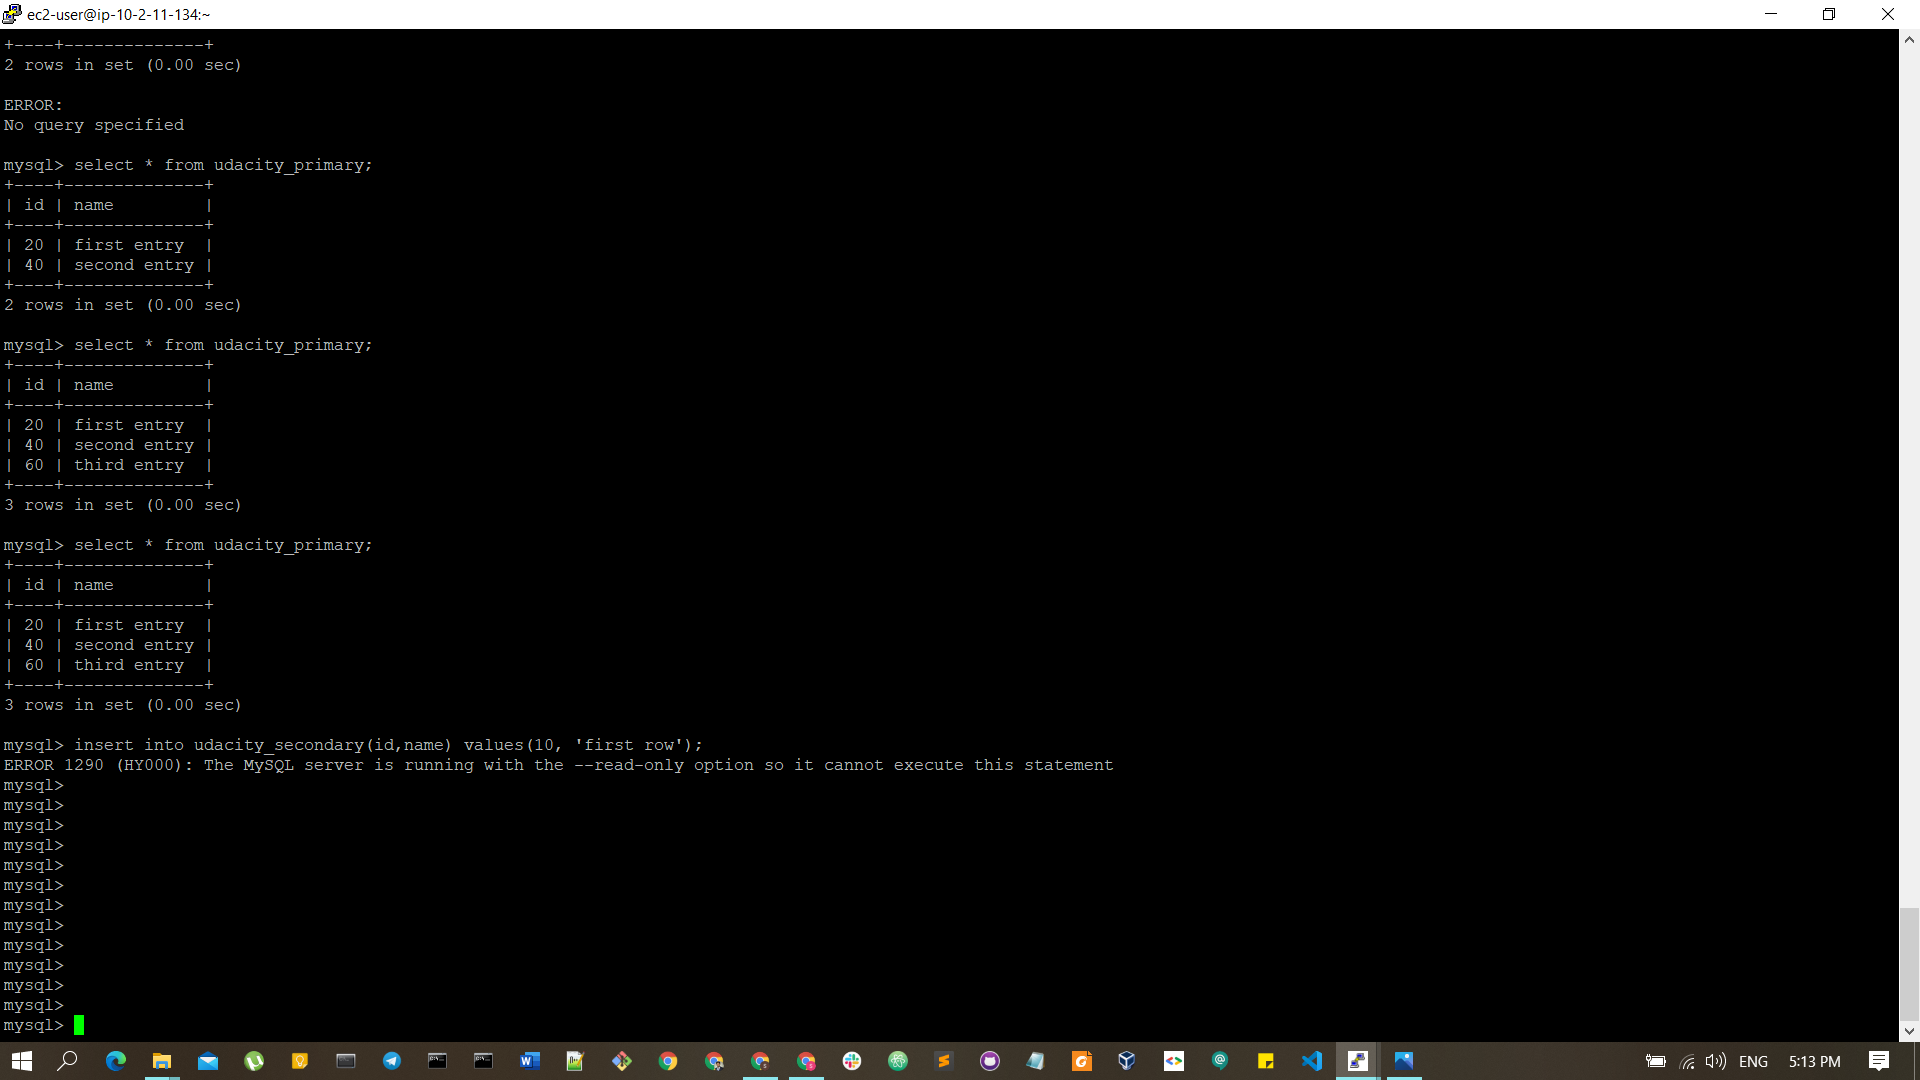 ec2-user@ip-10-2-11-134:~
+----+--------------+
2 rows in set (0.00 sec)
ERROR:
No query specified
mysql> select * from udacity_primary;
+----+--------------+
| id | name         |
+----+--------------+
| 20 | first entry  |
| 40 | second entry |
+----+--------------+
2 rows in set (0.00 sec)
mysql> select * from udacity_primary;
+----+--------------+
| id | name         |
+----+--------------+
| 20 | first entry  |
| 40 | second entry |
| 60 | third entry  |
+----+--------------+
3 rows in set (0.00 sec)
mysql> select * from udacity_primary;
+----+--------------+
| id | name         |
+----+--------------+
| 20 | first entry  |
| 40 | second entry |
| 60 | third entry  |
+----+--------------+
3 rows in set (0.00 sec)
mysql> insert into udacity_secondary(id,name) values(10, 'first row');
ERROR 1290 (HY000): The MySQL server is running with the --read-only option so it cannot execute this statement
mysql>
mysql>
mysql>
mysql>
mysql>
mysql>
mysql>
mysql>
mysql>
mysql>
mysql>
mysql>
mysql>
ENG 5:13 PM